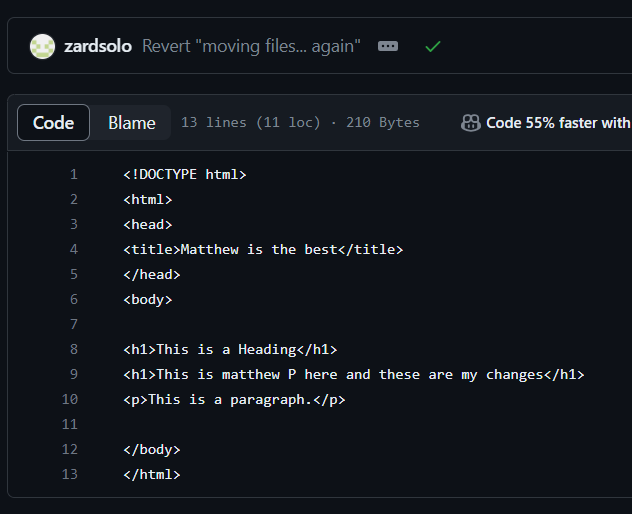 zardsolo Revert "moving files... again"
Code Blame 13 lines (11 loc) · 210 Bytes Code 55% faster with
1 <!DOCTYPE html>
2 <html>
3 <head>
4 <title>Matthew is the best</title>
5 </head>
6 <body>
7
8 <h1>This is a Heading</h1>
9 <h1>This is matthew P here and these are my changes</h1>
10 <p>This is a paragraph.</p>
11
12 </body>
13 </html>